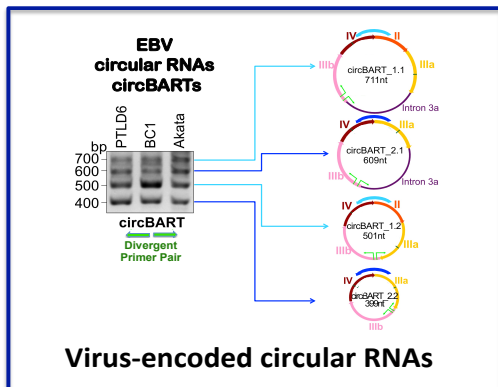 EBV
circular RNAs
circBARTs
bp
PTLD6
BC1
Akata
700
600
500
400
circBART
Divergent
Primer Pair
IV
II
IIIb
IIIa
circBART_1.1
711nt
Intron 3a
IV
IIIa
circBART_2.1
609nt
IIIb
Intron 3a
IV
II
circBART_1.2
501nt
IIIb
IIIa
IV
IIIa
circBART_2.2
399nt
IIIb
Virus-encoded circular RNAs